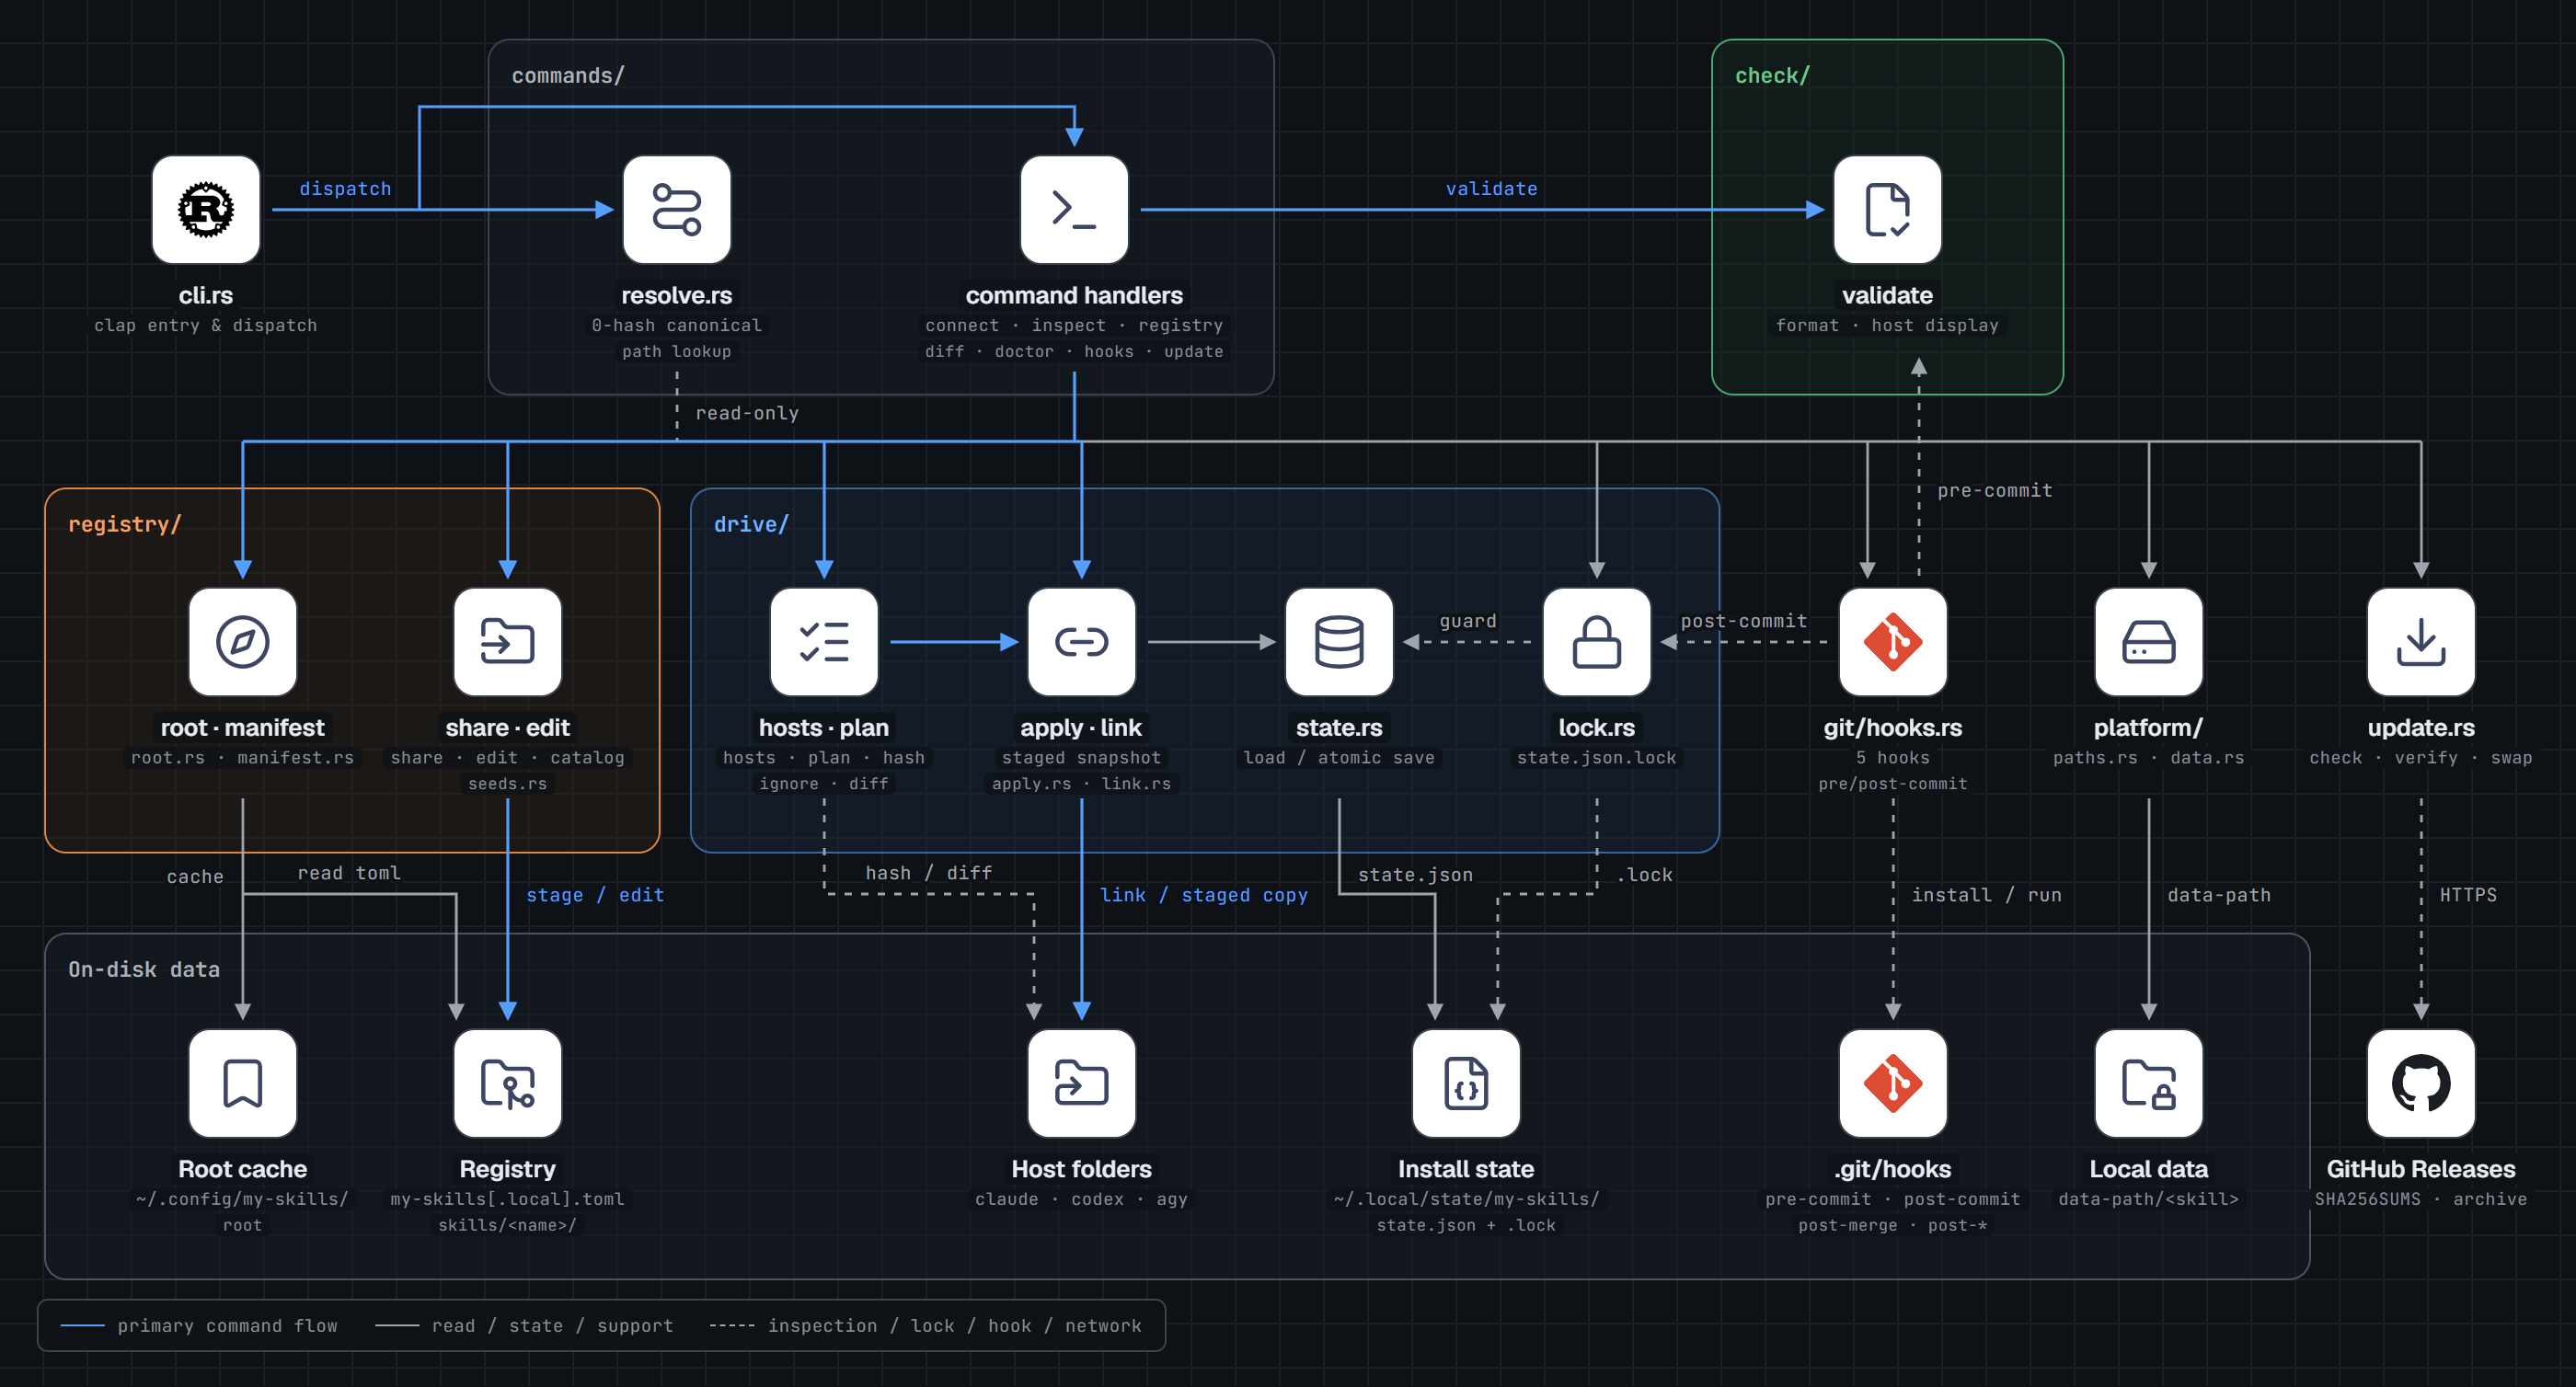 commands/
check/
dispatch
validate
R
cli.rs
clap entry & dispatch
resolve.rs
0-hash canonical
path lookup
command handlers
connect · inspect · registry
diff · doctor · hooks · update
validate
format · host display
read-only
pre-commit
registry/
drive/
guard
post-commit
root · manifest
root.rs · manifest.rs
share · edit
share · edit · catalog
seeds.rs
hosts · plan
hosts · plan · hash
ignore · diff
apply · link
staged snapshot
apply.rs · link.rs
state.rs
load / atomic save
lock.rs
state.json.lock
git/hooks.rs
5 hooks
pre/post-commit
platform/
paths.rs · data.rs
update.rs
check · verify · swap
cache
read toml
stage / edit
hash / diff
link / staged copy
state.json
.lock
install / run
data-path
HTTPS
On-disk data
Root cache
~/.config/my-skills/
root
Registry
my-skills[.local].toml
skills/<name>/
Host folders
claude · codex · agy
{}
Install state
~/.local/state/my-skills/
state.json + .lock
.git/hooks
pre-commit · post-commit
post-merge · post-*
Local data
data-path/<skill>
GitHub Releases
SHA256SUMS · archive
primary command flow
read / state / support
inspection / lock / hook / network